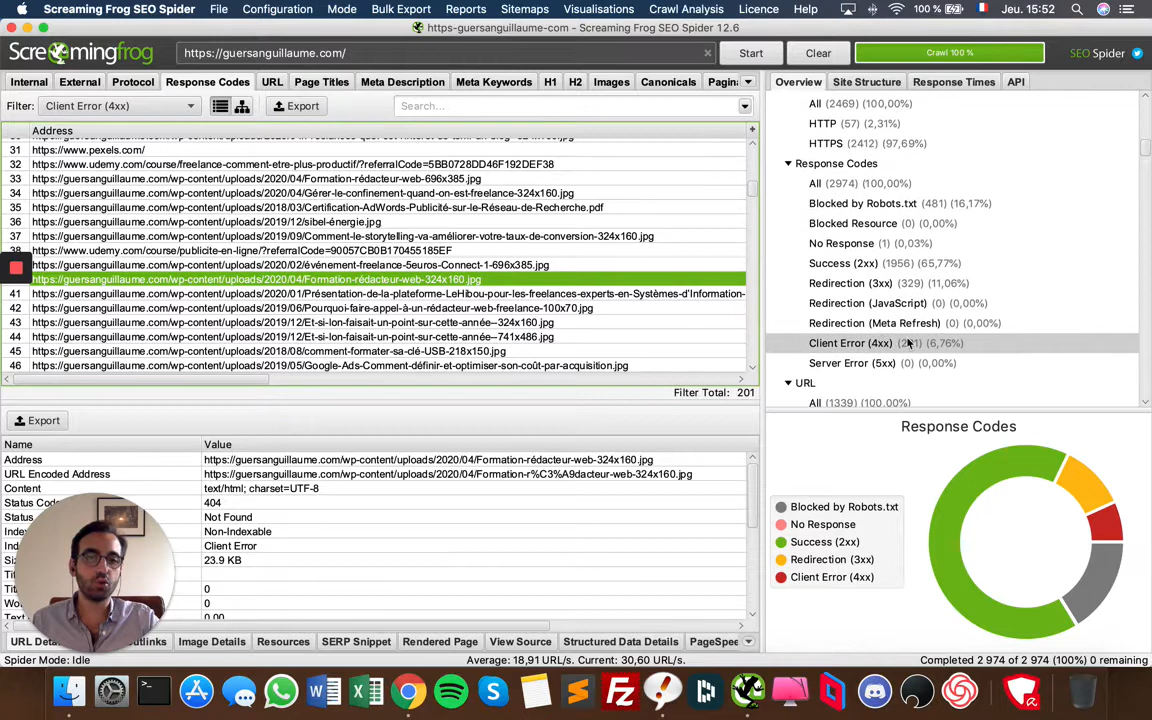 Screaming Frog SEO Spider File Configuration Mode Bulk Export Reports Sitemaps Visualisations Crawl Analysis Licence Help 100 % Jeu. 15:52
https-guersanguillaume-com - Screaming Frog SEO Spider 12.6
Screamingfrog https://guersanguillaume.com/ Start Clear Crawl 100 % SEO Spider
Internal External Protocol Response Codes URL Page Titles Meta Description Meta Keywords H1 H2 Images Canonicals Pagin
Filter: Client Error (4xx) Export Search...
Address
31 https://www.pexels.com/
32 https://www.udemy.com/course/freelance-comment-etre-plus-productif/?referralCode=5BB0728DD46F192DEF38
33 https://guersanguillaume.com/wp-content/uploads/2020/04/Formation-rédacteur-web-696x385.jpg
34 https://guersanguillaume.com/wp-content/uploads/2020/04/Gérer-le-confinement-quand-on-est-freelance-324x160.jpg
35 https://guersanguillaume.com/wp-content/uploads/2018/03/Certification-AdWords-Publicité-sur-le-Réseau-de-Recherche.pdf
36 https://guersanguillaume.com/wp-content/uploads/2019/12/sibel-énergie.jpg
37 https://guersanguillaume.com/wp-content/uploads/2019/09/Comment-le-storytelling-va-améliorer-votre-taux-de-conversion-324x160.jpg
38 https://www.udemy.com/course/publicite-en-ligne/?referralCode=90057CB0B170455185EF
https://guersanguillaume.com/wp-content/uploads/2020/02/événement-freelance-5euros-Connect-1-696x385.jpg
https://guersanguillaume.com/wp-content/uploads/2020/04/Formation-rédacteur-web-324x160.jpg
41 https://guersanguillaume.com/wp-content/uploads/2020/01/Présentation-de-la-plateforme-LeHibou-pour-les-freelances-experts-en-Systèmes-d'Information-
42 https://guersanguillaume.com/wp-content/uploads/2019/06/Pourquoi-faire-appel-à-un-rédacteur-web-freelance-100x70.jpg
43 https://guersanguillaume.com/wp-content/uploads/2019/12/Et-si-lon-faisait-un-point-sur-cette-année--324x160.jpg
44 https://guersanguillaume.com/wp-content/uploads/2019/12/Et-si-lon-faisait-un-point-sur-cette-année--741x486.jpg
45 https://guersanguillaume.com/wp-content/uploads/2018/08/comment-formater-sa-clé-USB-218x150.jpg
46 https://guersanguillaume.com/wp-content/uploads/2019/05/Google-Ads-Comment-définir-et-optimiser-son-coût-par-acquisition.jpg
Filter Total: 201
Export
Name Value
Address https://guersanguillaume.com/wp-content/uploads/2020/04/Formation-rédacteur-web-324x160.jpg
URL Encoded Address https://guersanguillaume.com/wp-content/uploads/2020/04/Formation-r%C3%A9dacteur-web-324x160.jpg
Content text/html; charset=UTF-8
Status Cod 404
Status Not Found
Index Non-Indexable
Ind Client Error
Si 23.9 KB
Tit
Titl 0
Wo 0
Text 0.00
URL Deta utlinks Image Details Resources SERP Snippet Rendered Page View Source Structured Data Details PageSpee
Spider Mode: Idle Average: 18,91 URL/s. Current: 30,60 URL/s. Completed 2 974 of 2 974 (100%) 0 remaining
Overview Site Structure Response Times API
All (2469) (100,00%)
HTTP (57) (2,31%)
HTTPS (2412) (97,69%)
Response Codes
All (2974) (100,00%)
Blocked by Robots.txt (481) (16,17%)
Blocked Resource (0) (0,00%)
No Response (1) (0,03%)
Success (2xx) (1956) (65,77%)
Redirection (3xx) (329) (11,06%)
Redirection (JavaScript) (0) (0,00%)
Redirection (Meta Refresh) (0) (0,00%)
Client Error (4xx) (6,76%)
Server Error (5xx) (0) (0,00%)
URL
All (1339) (100,00%)
Response Codes
Blocked by Robots.txt
No Response
Success (2xx)
Redirection (3xx)
Client Error (4xx)